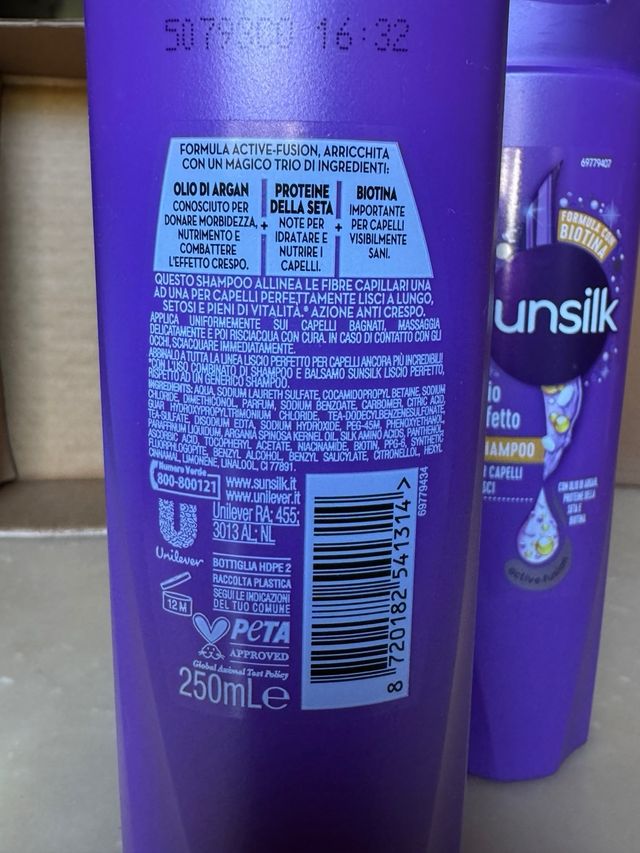 16:32
FORMULA ACTIVE-FUSION, ARRICCHITA
CON UN MAGICO TRIO DI INGREDIENTI:
OLIO DI ARGAN
CONOSCIUTO PER
DONARE MORBIDEZZA,
NUTRIMENTO E
COMBATTERE
L'EFFETTO CRESPO.
+
PROTEINE
DELLA SETA
NOTE PER
IDRATARE E
NUTRIRE I
CAPELLI.
+
BIOTINA
IMPORTANTE
PER CAPELLI
VISIBILMENTE
SANI.
QUESTO SHAMPOO ALLINEA LE FIBRE CAPILLARI UNA
AD UNA PER CAPELLI PERFETTAMENTE LISCI A LUNGO,
SETOSI E PIENI DI VITALITÀ.* AZIONE ANTI CRESPO.
APPLICA UNIFORMEMENTE SUI CAPELLI BAGNATI, MASSAGGIA
DELICATAMENTE E POI RISCIACQUA CON CURA. IN CASO DI CONTATTO CON GLI
OCCHI, SCIACQUARE IMMEDIATAMENTE.
ABBINALO A TUTTA LA LINEA LISCIO PERFETTO PER CAPELLI ANCORA PIÙ INCREDIBILI
*CON L'USO COMBINATO DI SHAMPOO E BALSAMO SUNSILK LISCIO PERFETTO,
RISPETTO AD UN GENERICO SHAMPOO.
INGREDIENTS: AQUA, SODIUM LAURETH SULFATE, COCAMIDOPROPYL BETAINE, SODIUM
CHLORIDE, DIMETHICONOL, PARFUM, SODIUM BENZOATE, CARBOMER, CITRIC ACID,
GUAR HYDROXYPROPYLTRIMONIUM CHLORIDE, TEA-DODECYLBENZENESULFONATE,
TEA-SULFATE, DISODIUM EDTA, SODIUM HYDROXIDE, PEG-45M, PHENOXYETHANOL,
PARAFFINUM LIQUIDUM, ARGANIA SPINOSA KERNEL OIL, SILK AMINO ACIDS, PANTHENOL,
ASCORBIC ACID, TOCOPHERYL ACETATE, NIACINAMIDE, BIOTIN, PPG-6, SYNTHETIC
FLUORPHLOGOPITE, BENZYL ALCOHOL, BENZYL SALICYLATE, CITRONELLOL, HEXYL
CINNAMAL, LIMONENE, LINALOOL, CI 77891.
Numero Verde
800-800121
www.sunsilk.it
www.unilever.it
Unilever RA: 455;
3013 AL; NL
Unilever
BOTTIGLIA HDPE 2
RACCOLTA PLASTICA
SEGUI LE INDICAZIONI
DEL TUO COMUNE
12 M
PETA
APPROVED
Global Animal Test Policy
250mLe
69779434
8 720182 541314 >
69779407
FORMULA CON
BIOTINA
unsilk
io
fetto
HAMPOO
CAPELLI
SCI
CON OLIO DI ARGAN,
PROTEINE DELLA
SETA E
BIOTINA
active-fusion